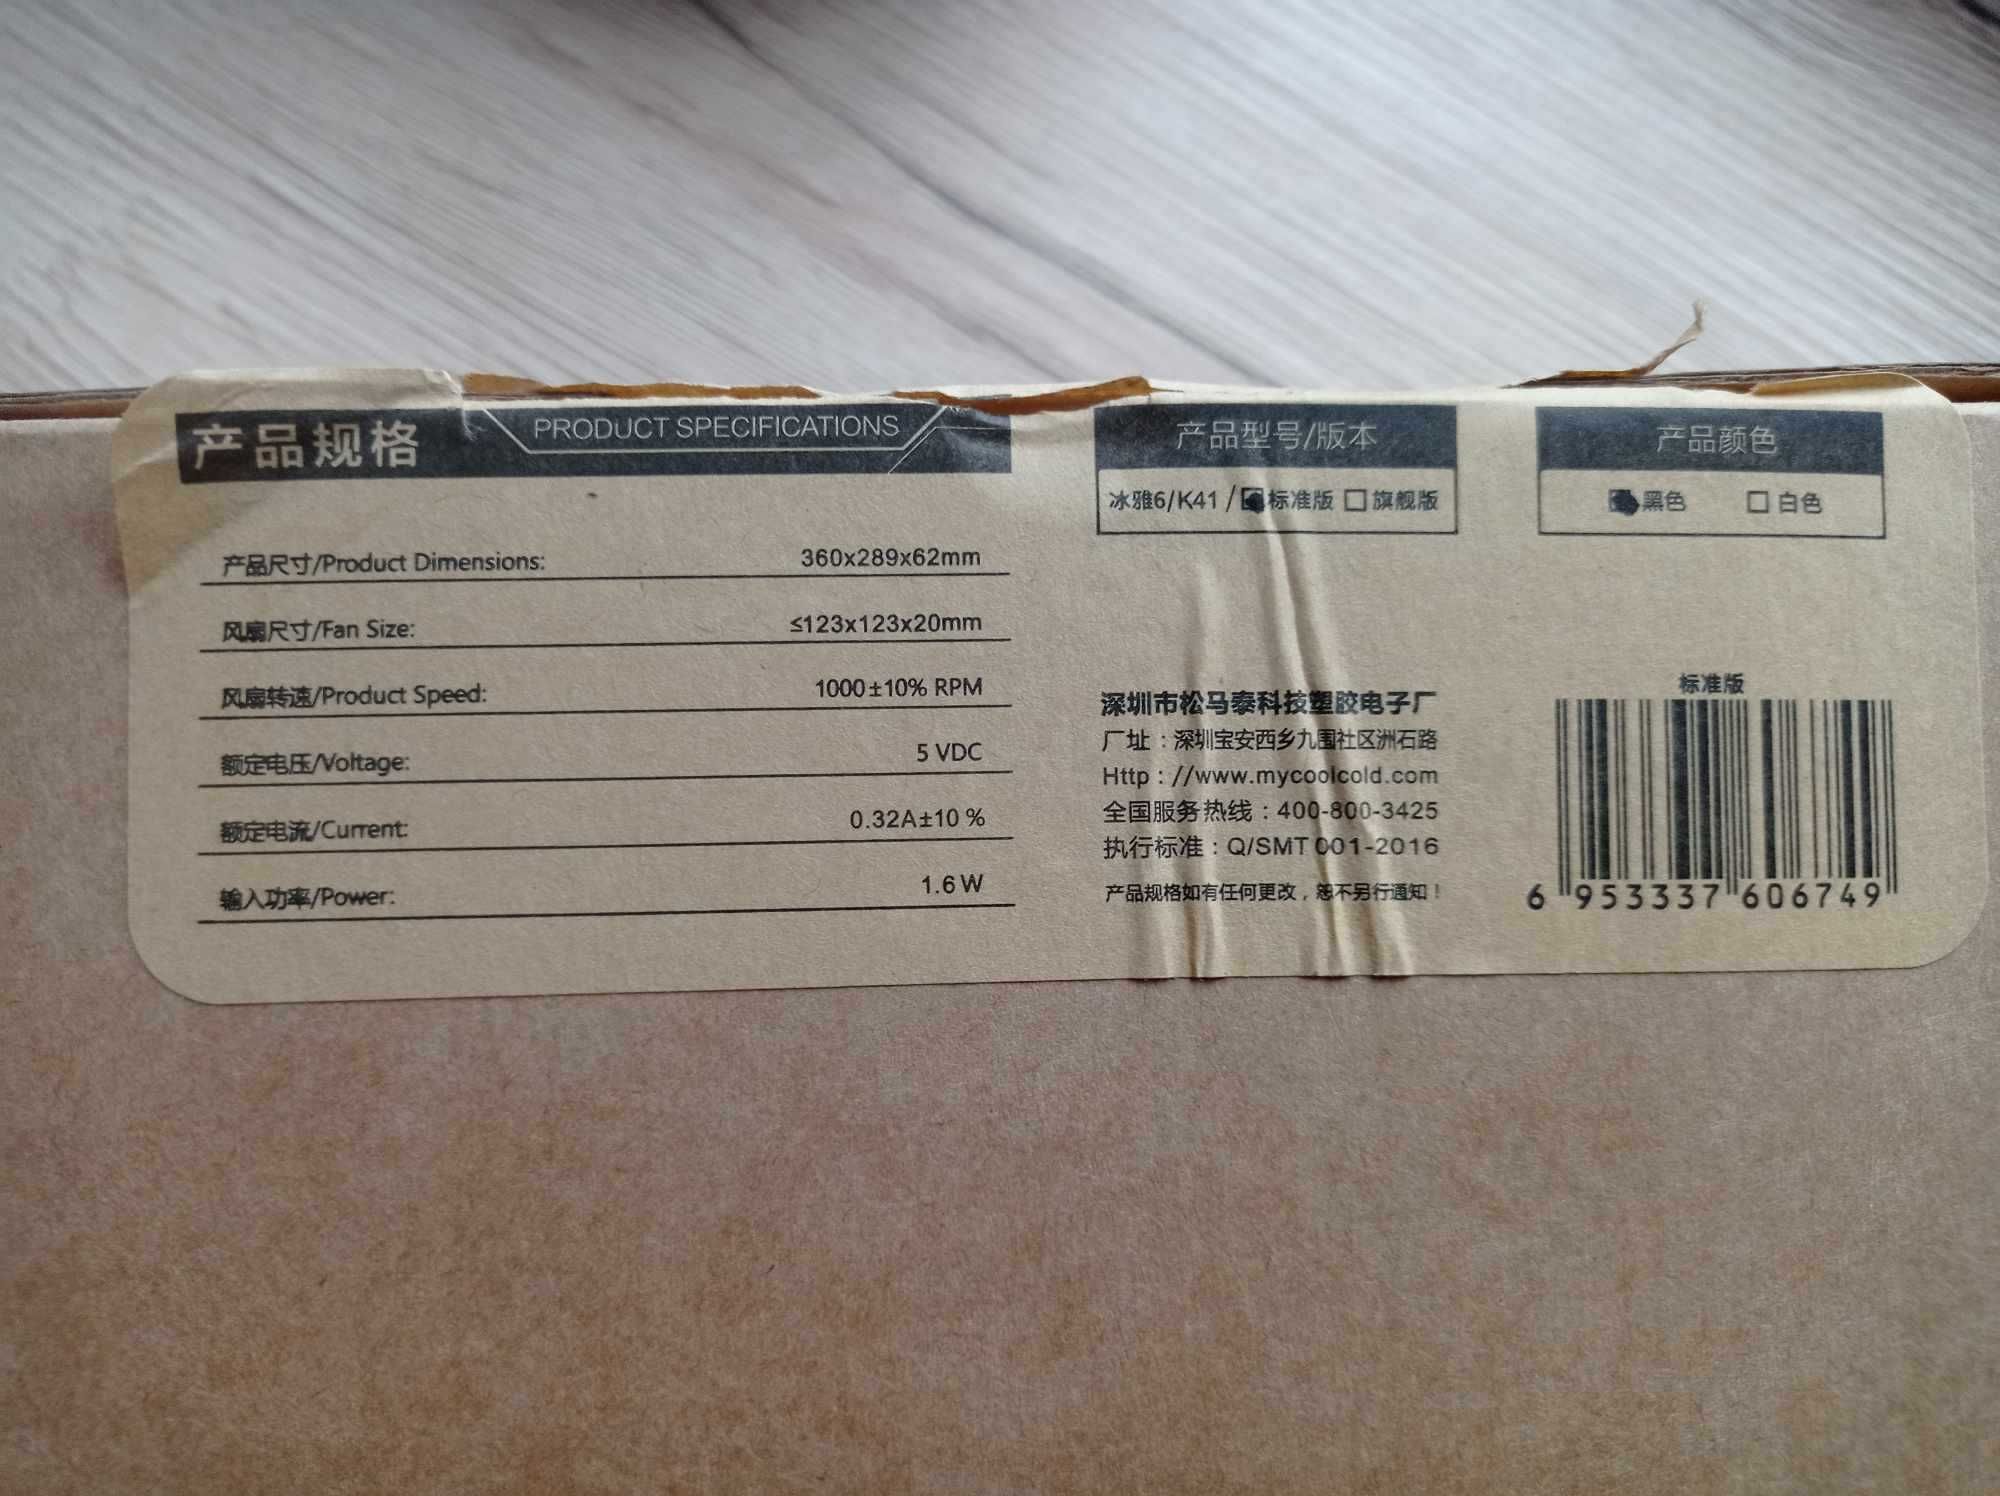 产品规格 PRODUCT SPECIFICATIONS
产品尺寸/Product Dimensions: 360x289x62mm
风扇尺寸/Fan Size: ≤123x123x20mm
风扇转速/Product Speed: 1000±10% RPM
额定电压/Voltage: 5 VDC
额定电流/Current: 0.32A±10 %
输入功率/Power: 1.6 W
产品型号/版本
冰雅6/K41 / ☑标准版 □旗舰版
产品颜色
☑黑色 □白色
深圳市松马泰科技塑胶电子厂
厂址：深圳宝安西乡九围社区洲石路
Http：//www.mycoolcold.com
全国服务热线：400-800-3425
执行标准：Q/SMT 001-2016
产品规格如有任何更改，恕不另行通知！
标准版
6 953337 606749